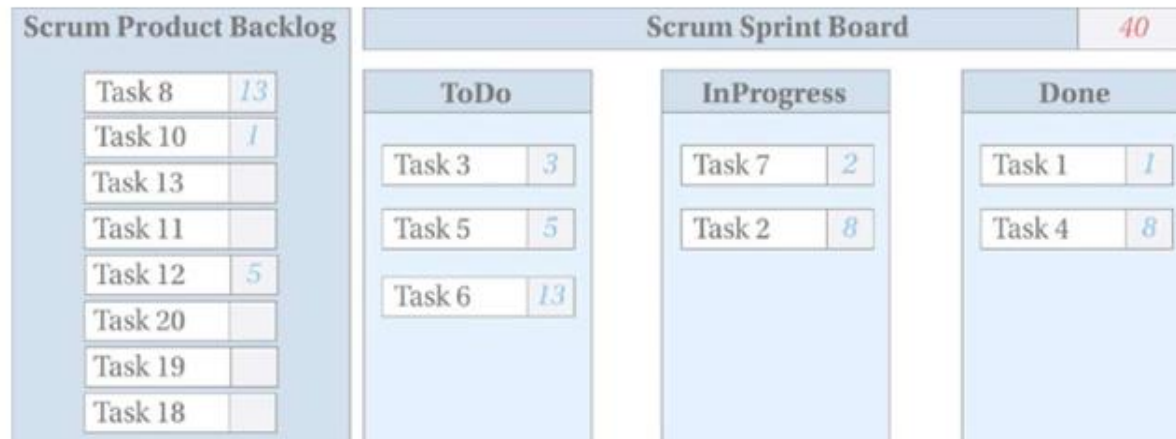 Scrum Product Backlog
Task 8 13
Task 10 1
Task 13
Task 11
Task 12 5
Task 20
Task 19
Task 18
Scrum Sprint Board 40
ToDo
Task 3 3
Task 5 5
Task 6 13
InProgress
Task 7 2
Task 2 8
Done
Task 1 1
Task 4 8